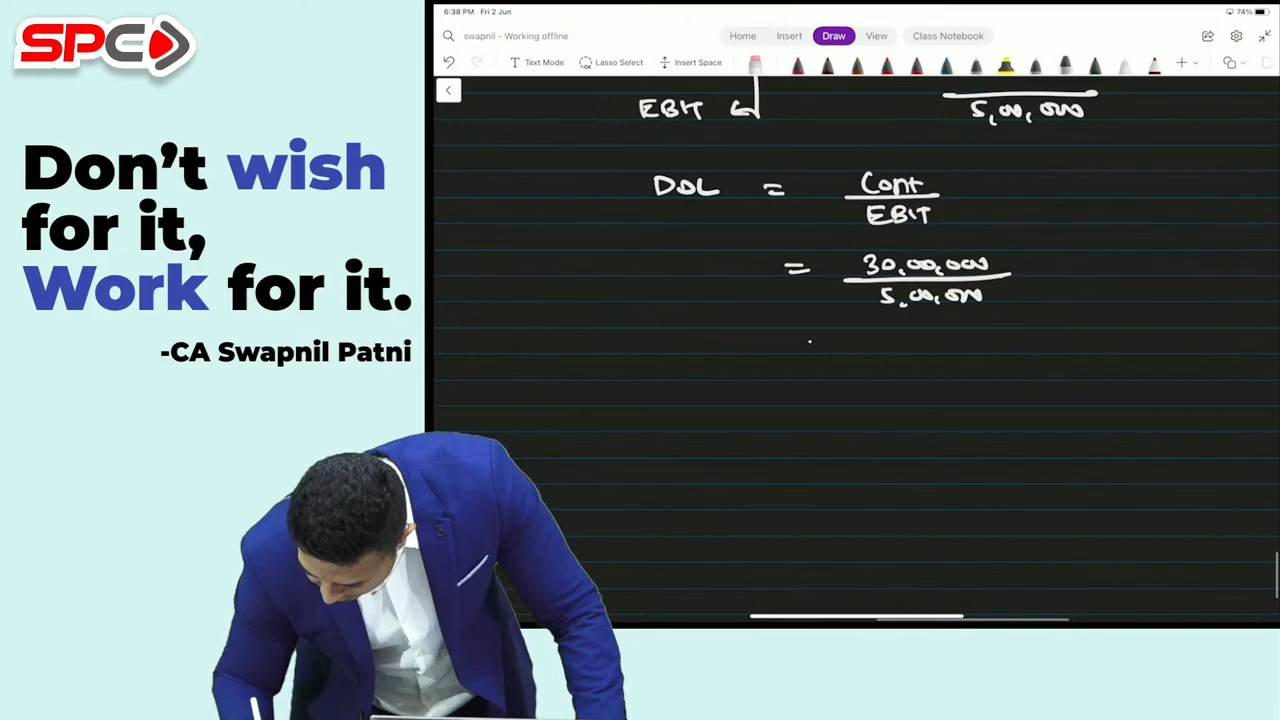 SPC
Don't wish
for it,
Work for it.
-CA Swapnil Patni
6:38 PM Fri 2 Jun
74%
swapnil - Working offline
Home Insert Draw View Class Notebook
Text Mode Lasso Select Insert Space
EBIT
5,00,000
DOL = Cont
EBIT
= 30,00,000
5,00,000